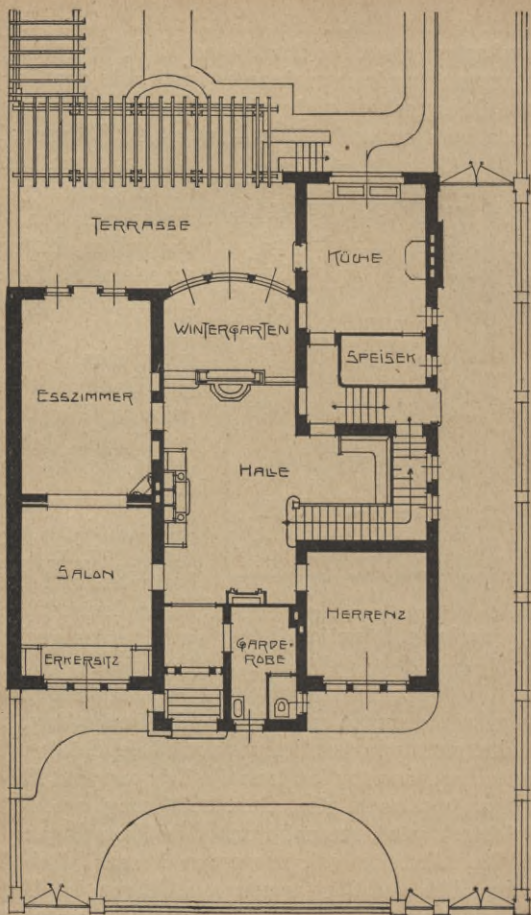 TERRASSE
KÜCHE
WINTERGARTEN
SPEISEK
ESSZIMMER
HALLE
SALON
HERRENZ
GARDE-
ROBE
ERKERSITZ